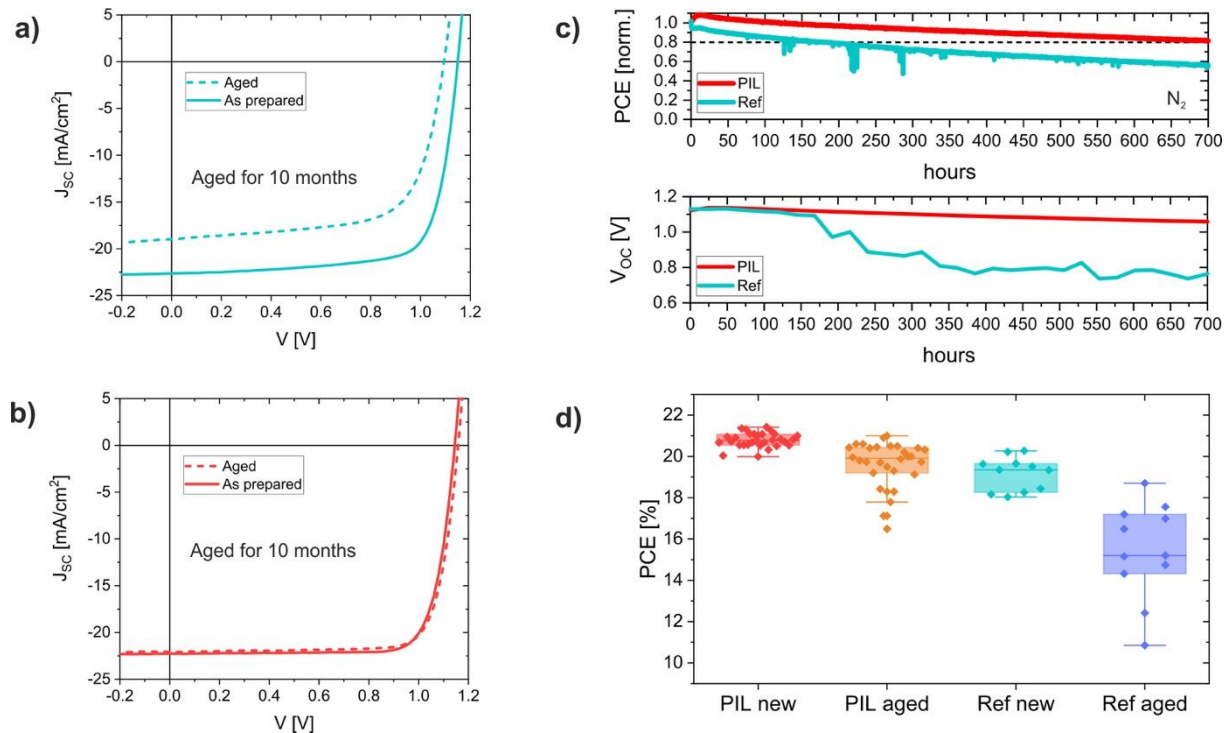 a)
5
0
-5
-10
-15
-20
-25
J_SC [mA/cm²]
Aged
As prepared
Aged for 10 months
-0.2 0.0 0.2 0.4 0.6 0.8 1.0 1.2
V [V]
b)
5
0
-5
-10
-15
-20
-25
J_SC [mA/cm²]
Aged
As prepared
Aged for 10 months
-0.2 0.0 0.2 0.4 0.6 0.8 1.0 1.2
V [V]
c)
1.0
0.8
0.6
0.4
0.2
0.0
PCE [norm.]
PIL
Ref
N₂
0 50 100 150 200 250 300 350 400 450 500 550 600 650 700
hours
1.2
1.0
0.8
0.6
V_OC [V]
PIL
Ref
0 50 100 150 200 250 300 350 400 450 500 550 600 650 700
hours
d)
22
20
18
16
14
12
10
PCE [%]
PIL new PIL aged Ref new Ref aged